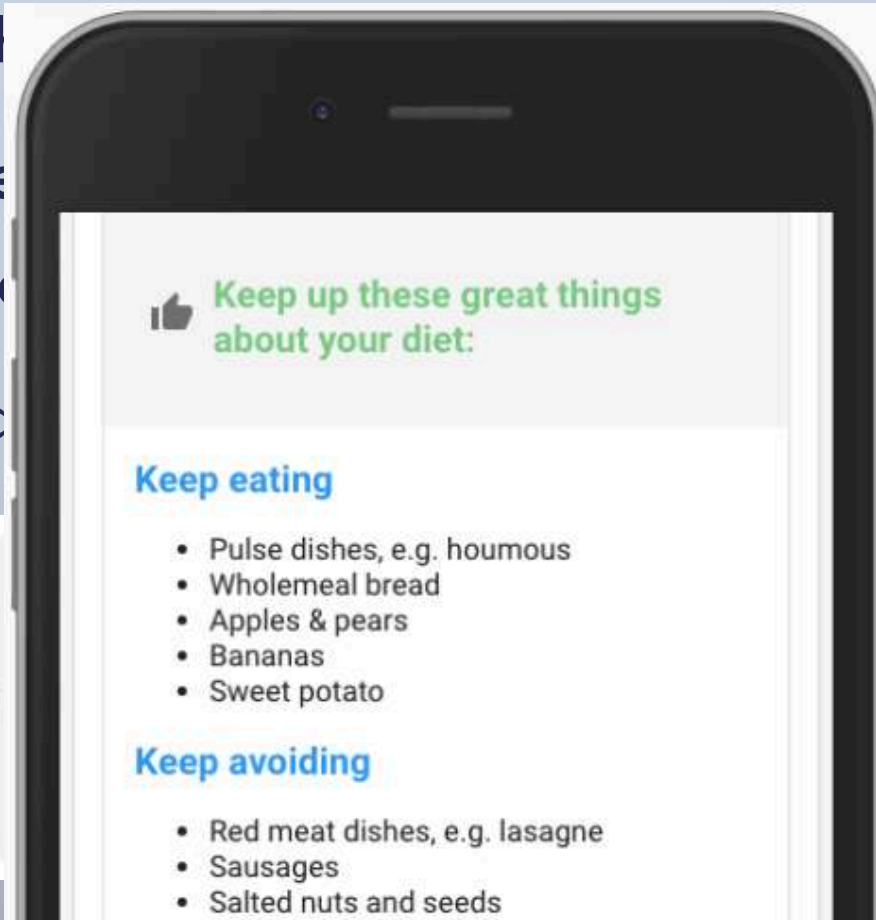 Keep up these great things
about your diet:
Keep eating
• Pulse dishes, e.g. houmous
• Wholemeal bread
• Apples & pears
• Bananas
• Sweet potato
Keep avoiding
• Red meat dishes, e.g. lasagne
• Sausages
• Salted nuts and seeds